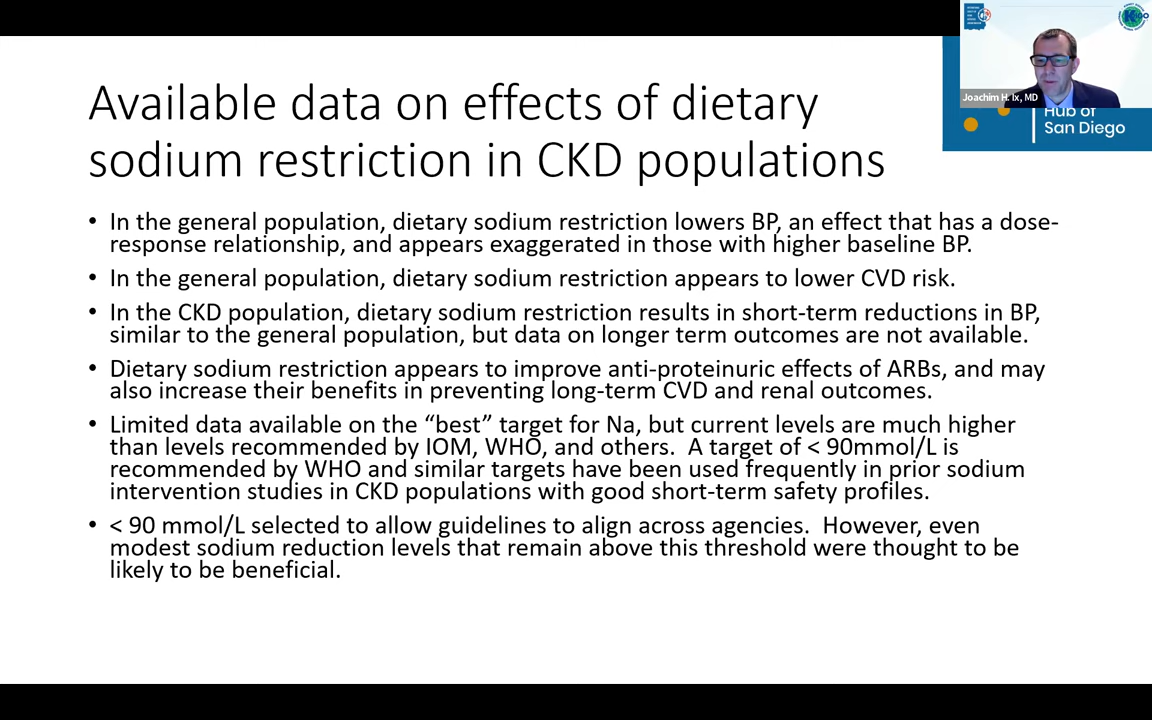 Available data on effects of dietary
sodium restriction in CKD populations
• In the general population, dietary sodium restriction lowers BP, an effect that has a dose-
response relationship, and appears exaggerated in those with higher baseline BP.
• In the general population, dietary sodium restriction appears to lower CVD risk.
• In the CKD population, dietary sodium restriction results in short-term reductions in BP,
similar to the general population, but data on longer term outcomes are not available.
• Dietary sodium restriction appears to improve anti-proteinuric effects of ARBs, and may
also increase their benefits in preventing long-term CVD and renal outcomes.
• Limited data available on the “best” target for Na, but current levels are much higher
than levels recommended by IOM, WHO, and others.  A target of < 90mmol/L is
recommended by WHO and similar targets have been used frequently in prior sodium
intervention studies in CKD populations with good short-term safety profiles.
• < 90 mmol/L selected to allow guidelines to align across agencies.  However, even
modest sodium reduction levels that remain above this threshold were thought to be
likely to be beneficial.
Joachim H. Ix, MD
Hub of
San Diego